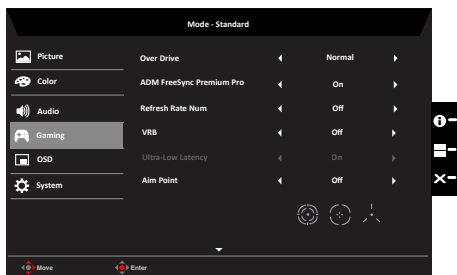 Mode - Standard
Picture
Color
Audio
Gaming
OSD
System
Over Drive Normal
ADM FreeSync Premium Pro On
Refresh Rate Num Off
VRB Off
Ultra-Low Latency On
Aim Point Off
Move Enter